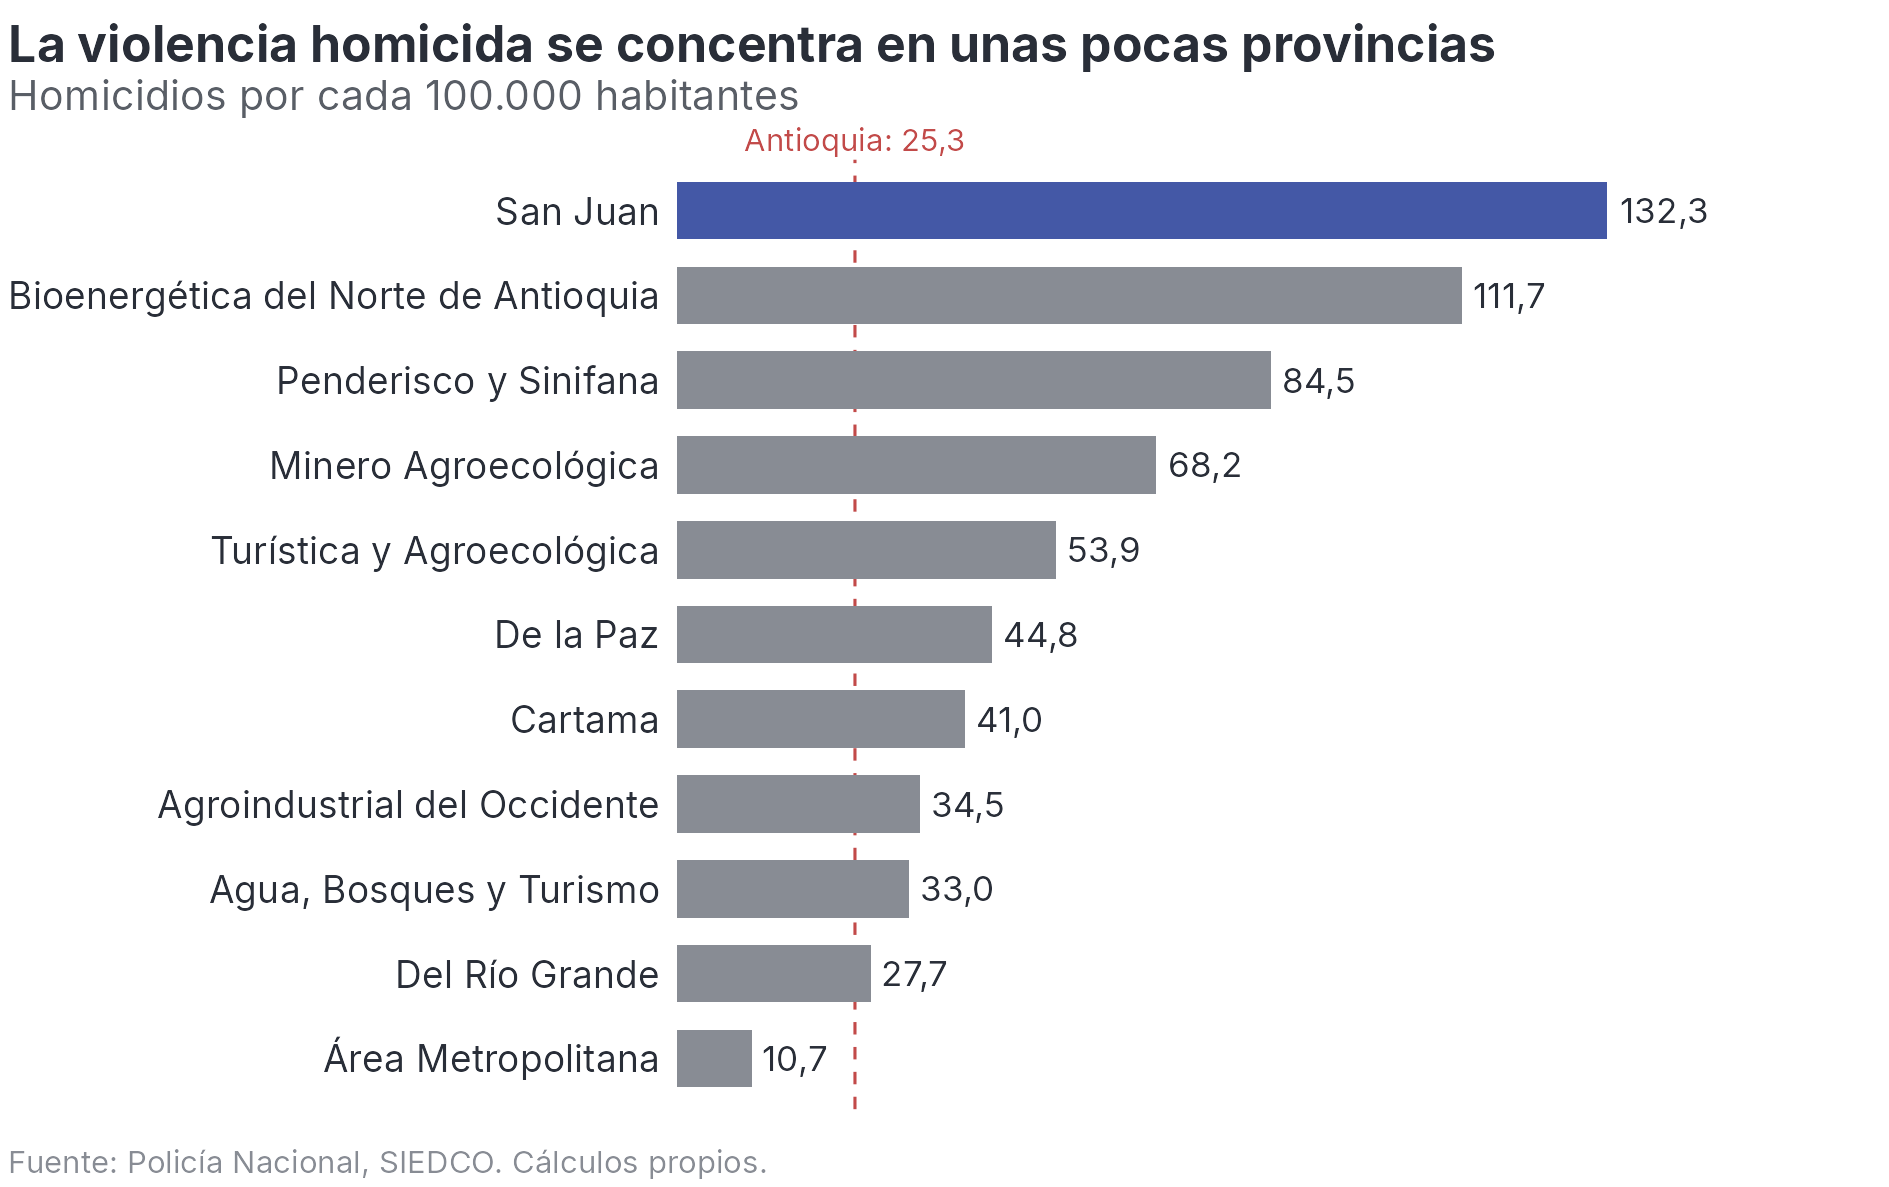 La violencia homicida se concentra en unas pocas provincias
Homicidios por cada 100.000 habitantes
Antioquia: 25,3
San Juan 132,3
Bioenergética del Norte de Antioquia 111,7
Penderisco y Sinifana 84,5
Minero Agroecológica 68,2
Turística y Agroecológica 53,9
De la Paz 44,8
Cartama 41,0
Agroindustrial del Occidente 34,5
Agua, Bosques y Turismo 33,0
Del Río Grande 27,7
Área Metropolitana 10,7
Fuente: Policía Nacional, SIEDCO. Cálculos propios.